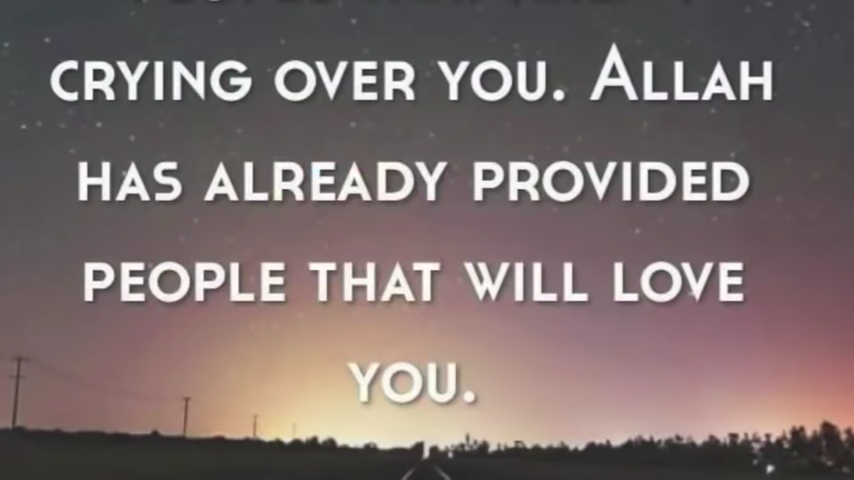 crying over you. Allah
has already provided
people that will love
you.